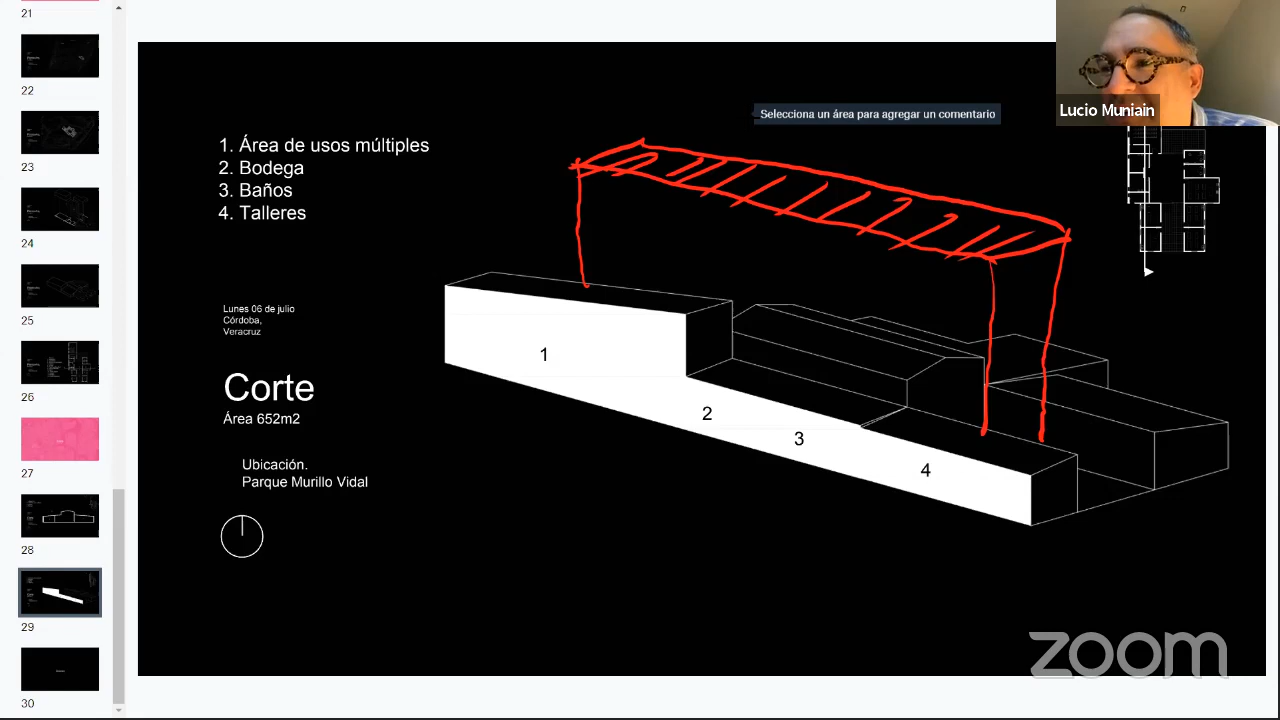 21
22
23
24
25
26
27
28
29
30
Selecciona un área para agregar un comentario
Lucio Muniain
1. Área de usos múltiples
2. Bodega
3. Baños
4. Talleres
Lunes 06 de julio
Córdoba,
Veracruz
Corte
Área 652m2
Ubicación.
Parque Murillo Vidal
1
2
3
4
zoom